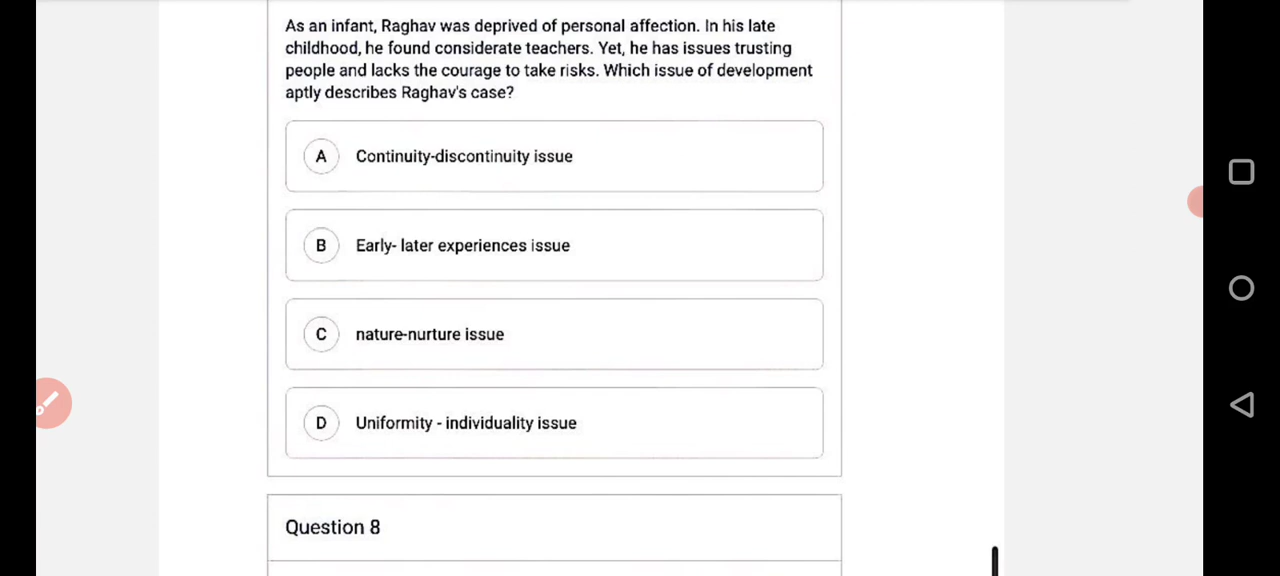 As an infant, Raghav was deprived of personal affection. In his late
childhood, he found considerate teachers. Yet, he has issues trusting
people and lacks the courage to take risks. Which issue of development
aptly describes Raghav's case?
A Continuity-discontinuity issue
B Early- later experiences issue
C nature-nurture issue
D Uniformity - individuality issue
Question 8